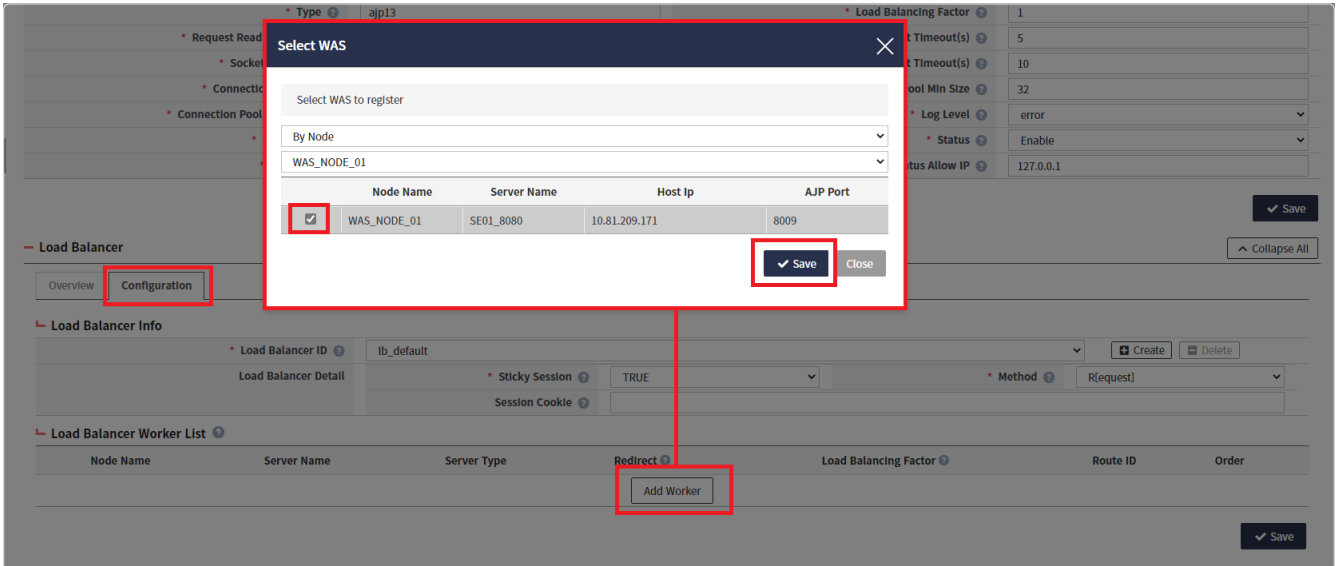 * Type ajp13 * Load Balancing Factor 1
* Request Read t Timeout(s) 5
Select WAS
* Socket t Timeout(s) 10
* Connectio ool Min Size 32
Select WAS to register
* Connection Pool * Log Level error
By Node
* Status Enable
WAS_NODE_01
tus Allow IP 127.0.0.1
Node Name Server Name Host Ip AJP Port
WAS_NODE_01 SE01_8080 10.81.209.171 8009
Save
Load Balancer
Collapse All
Save Close
Overview Configuration
Load Balancer Info
* Load Balancer ID lb_default Create Delete
Load Balancer Detail * Sticky Session TRUE * Method R[equest]
Session Cookie
Load Balancer Worker List
Node Name Server Name Server Type Redirect Load Balancing Factor Route ID Order
Add Worker
Save